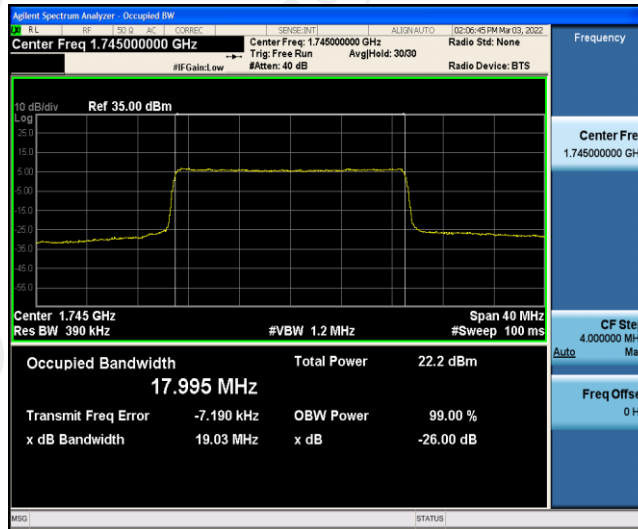 Agilent Spectrum Analyzer - Occupied BW
RL RF 50 Ω AC CORREC SENSE:INT ALIGN AUTO 02:06:45 PM Mar 03, 2022
Center Freq 1.745000000 GHz Center Freq: 1.745000000 GHz Radio Std: None Frequency
Trig: Free Run Avg|Hold: 30/30
#IFGain:Low #Atten: 40 dB Radio Device: BTS
10 dB/div Ref 35.00 dBm
Log
25.0
15.0
5.00
-5.00
-15.0
-25.0
-35.0
-45.0
-55.0
Center Fre
1.745000000 GH
Center 1.745 GHz Span 40 MHz
Res BW 390 kHz #VBW 1.2 MHz #Sweep 100 ms
CF Ste
4.000000 MH
Auto Ma
Occupied Bandwidth Total Power 22.2 dBm
17.995 MHz
Transmit Freq Error -7.190 kHz OBW Power 99.00 %
x dB Bandwidth 19.03 MHz x dB -26.00 dB
Freq Offse
0 H
MSG STATUS